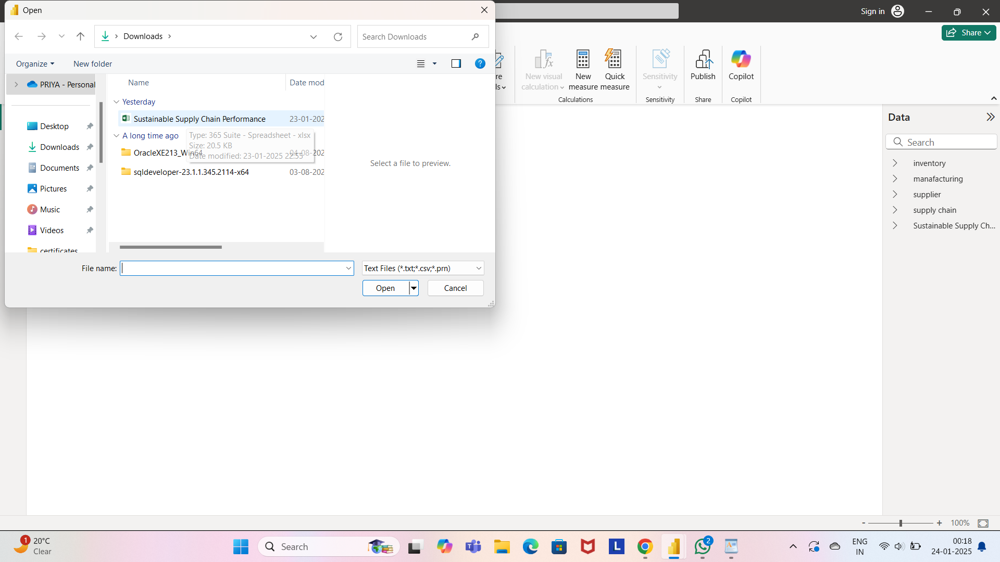 Open
Sign in
Downloads
Search Downloads
Share
Organize
New folder
New visual
calculation
New
measure
Quick
measure
Sensitivity
Publish
Copilot
Calculations
Sensitivity
Share
Copilot
PRIYA - Personal
Desktop
Downloads
Documents
Pictures
Music
Videos
certificates
Name
Date mod
Yesterday
Sustainable Supply Chain Performance
23-01-202
A long time ago
Type: 365 Suite - Spreadsheet - xlsx
Size: 20.5 KB
Date modified: 23-01-2025 22:55
OracleXE213_Win64
04-08-202
sqldeveloper-23.1.1.345.2114-x64
03-08-202
Select a file to preview.
File name:
Text Files (*.txt;*.csv;*.prn)
Open
Cancel
Data
Search
inventory
manafacturing
supplier
supply chain
Sustainable Supply Ch...
- + 100%
1
20°C
Clear
Search
L
2
ENG
IN
00:18
24-01-2025